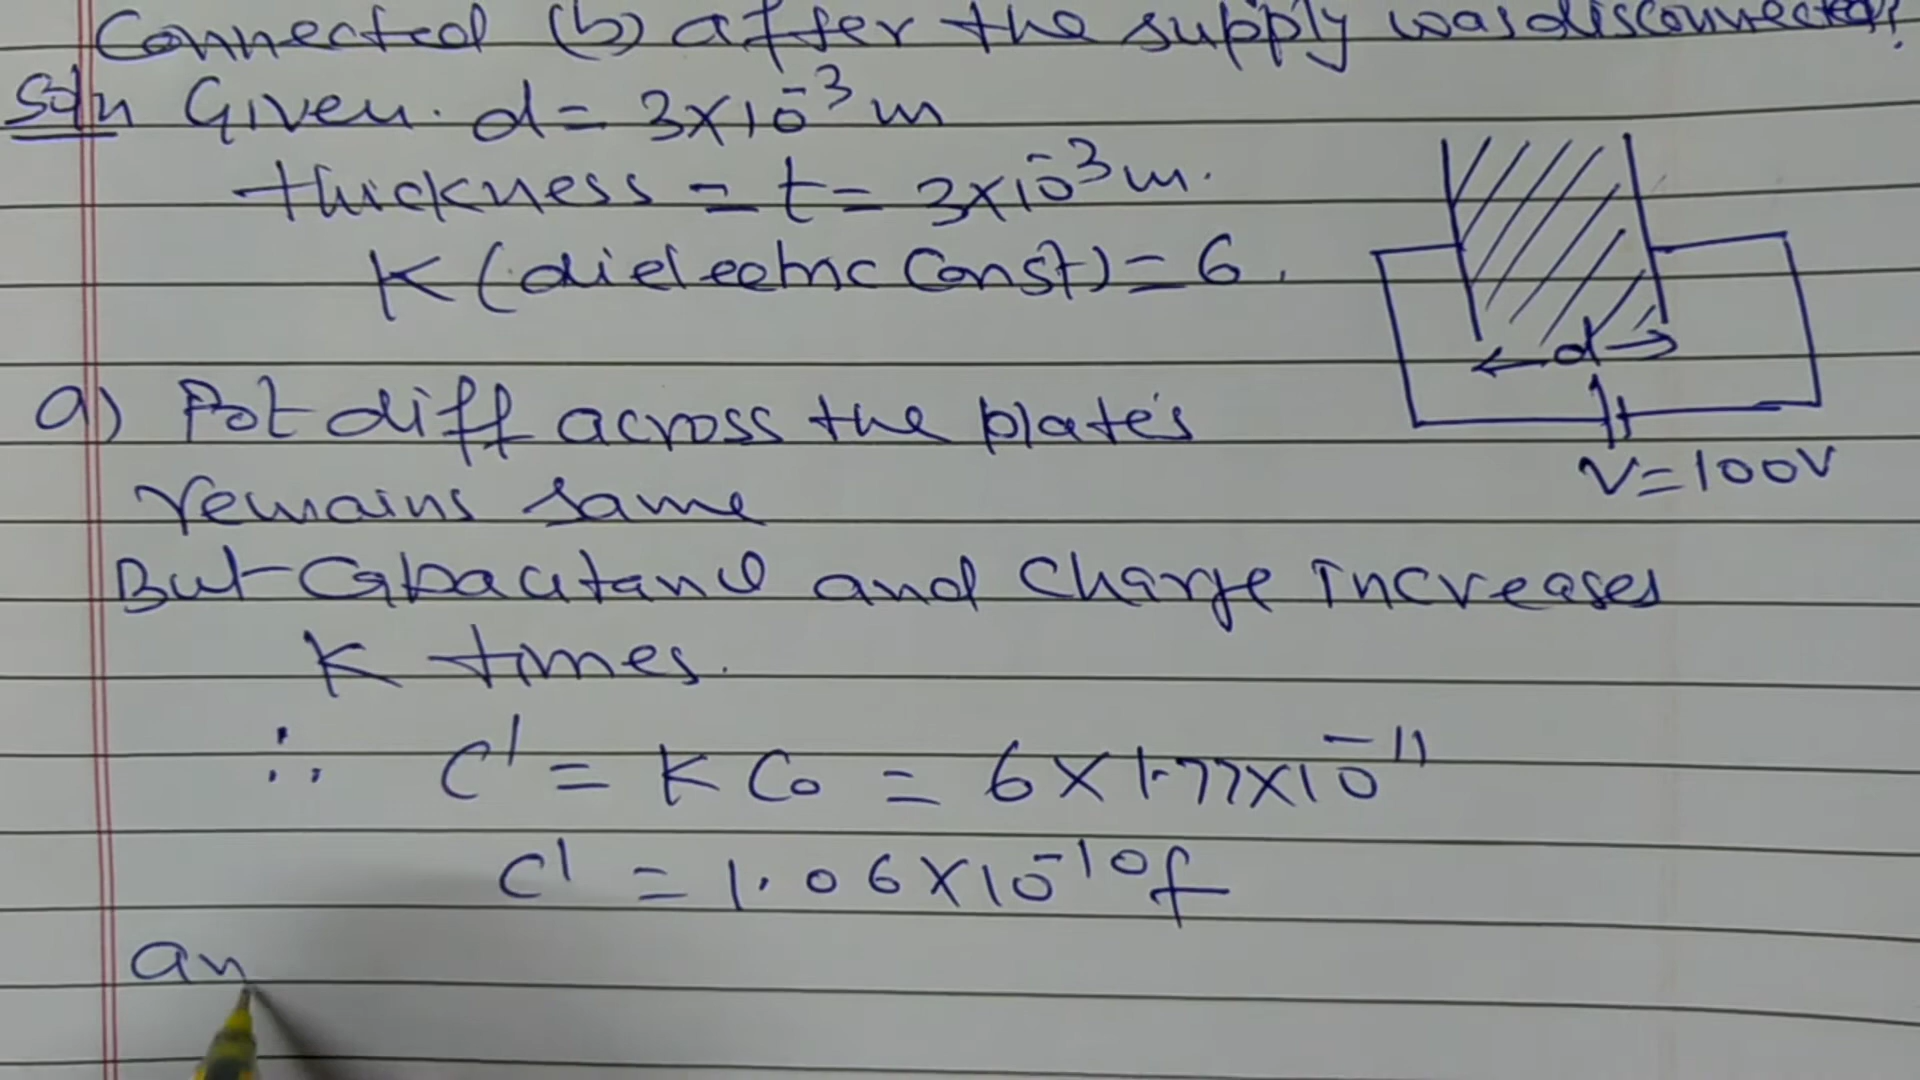 Connected (b) after the supply was disconnected?
Soln Given. d = 3×10⁻³ m
thickness = t = 3×10⁻³ m.
K (dielectric Const) = 6.
d
V=100V
a) Pot diff across the plates
remains same
But Capacitance and Charge Increases
K times.
∴ C' = K C₀ = 6 × 1.77×10⁻¹¹
C' = 1.06×10⁻¹⁰ f
an